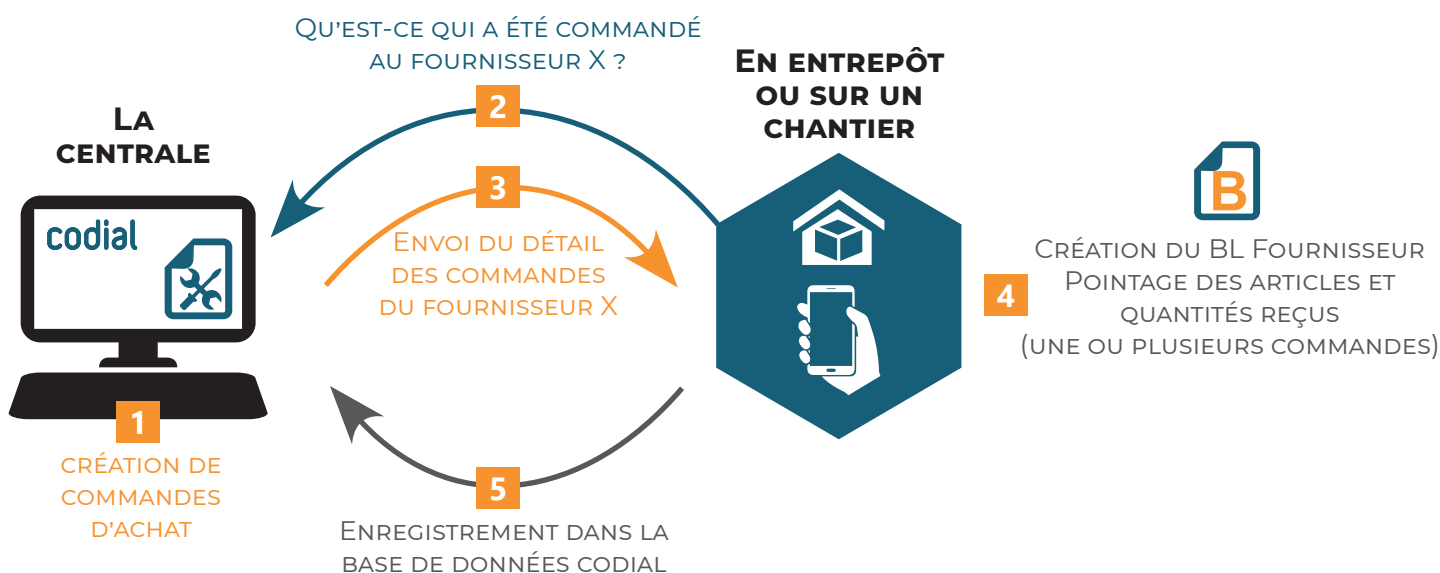 Qu'est-ce qui a été commandé
au fournisseur X ?
2
En entrepôt
ou sur un
chantier
La
centrale
codial
3
Envoi du détail
des commandes
du fournisseur X
B
4
Création du BL Fournisseur
Pointage des articles et
quantités reçus
(une ou plusieurs commandes)
1
création de
commandes
d'achat
5
Enregistrement dans la
base de données codial